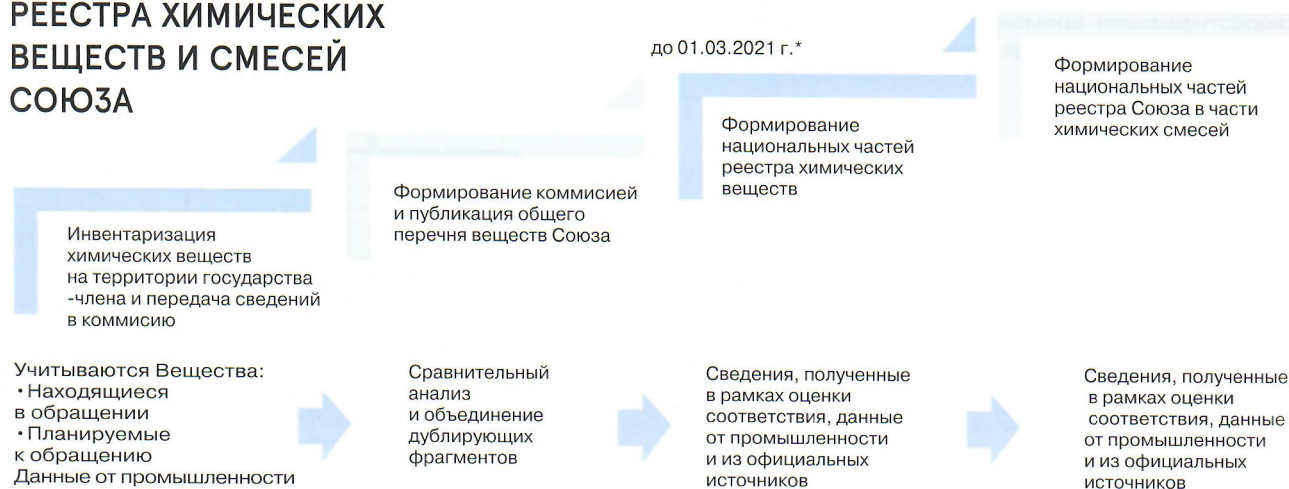 РЕЕСТРА ХИМИЧЕСКИХ
ВЕЩЕСТВ И СМЕСЕЙ
СОЮЗА
до 01.03.2021 г.*
Инвентаризация
химических веществ
на территории государства
-члена и передача сведений
в коммисию
Формирование коммисией
и публикация общего
перечня веществ Союза
Формирование
национальных частей
реестра химических
веществ
Формирование
национальных частей
реестра Союза в части
химических смесей
Учитываются Вещества:
• Находящиеся
в обращении
• Планируемые
к обращению
Данные от промышленности
Сравнительный
анализ
и объединение
дублирующих
фрагментов
Сведения, полученные
в рамках оценки
соответствия, данные
от промышленности
и из официальных
источников
Сведения, полученные
в рамках оценки
соответствия, данные
от промышленности
и из официальных
источников